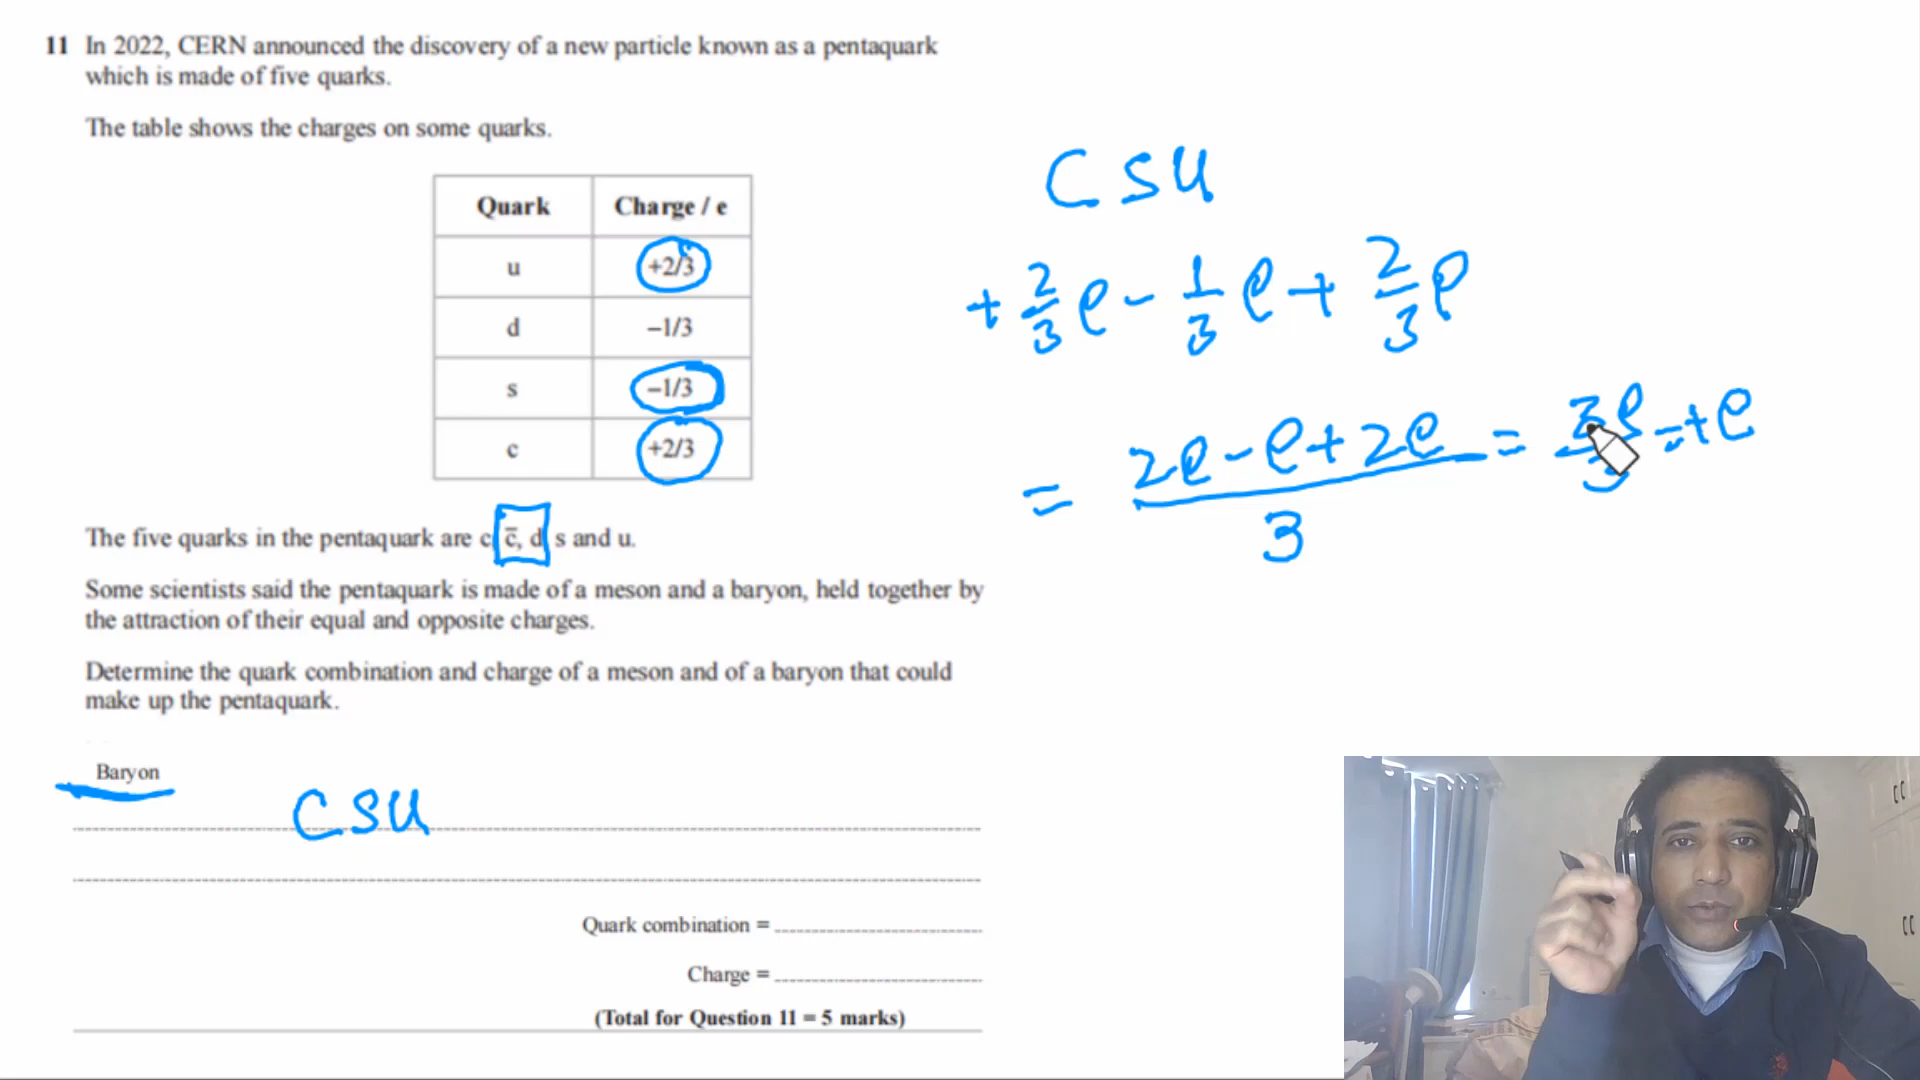 11 In 2022, CERN announced the discovery of a new particle known as a pentaquark
which is made of five quarks.
The table shows the charges on some quarks.
Quark Charge / e
u +2/3
d –1/3
s –1/3
c +2/3
The five quarks in the pentaquark are c, c̅, d, s and u.
Some scientists said the pentaquark is made of a meson and a baryon, held together by
the attraction of their equal and opposite charges.
Determine the quark combination and charge of a meson and of a baryon that could
make up the pentaquark.
Baryon
csu
Quark combination =
Charge =
(Total for Question 11 = 5 marks)
csu
+ 2/3 e - 1/3 e + 2/3 e
= (2e - e + 2e)/3 = 3e/3 = +e